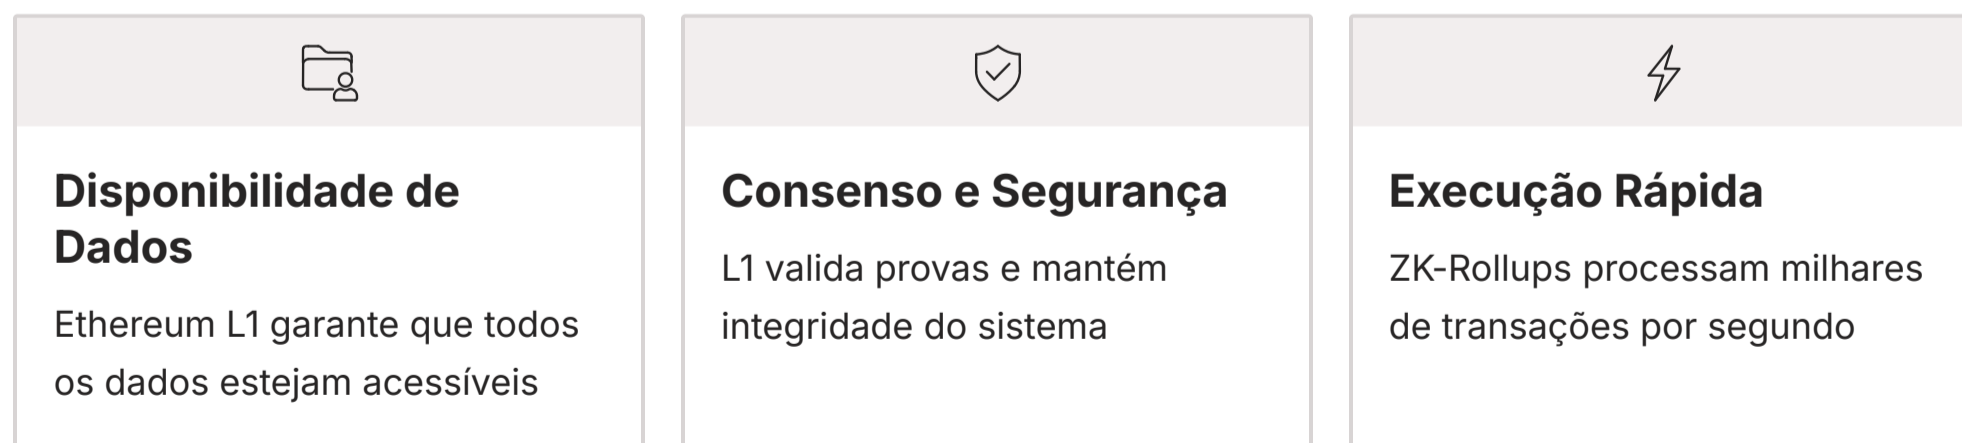 Disponibilidade de
Dados
Ethereum L1 garante que todos
os dados estejam acessíveis
Consenso e Segurança
L1 valida provas e mantém
integridade do sistema
Execução Rápida
ZK-Rollups processam milhares
de transações por segundo